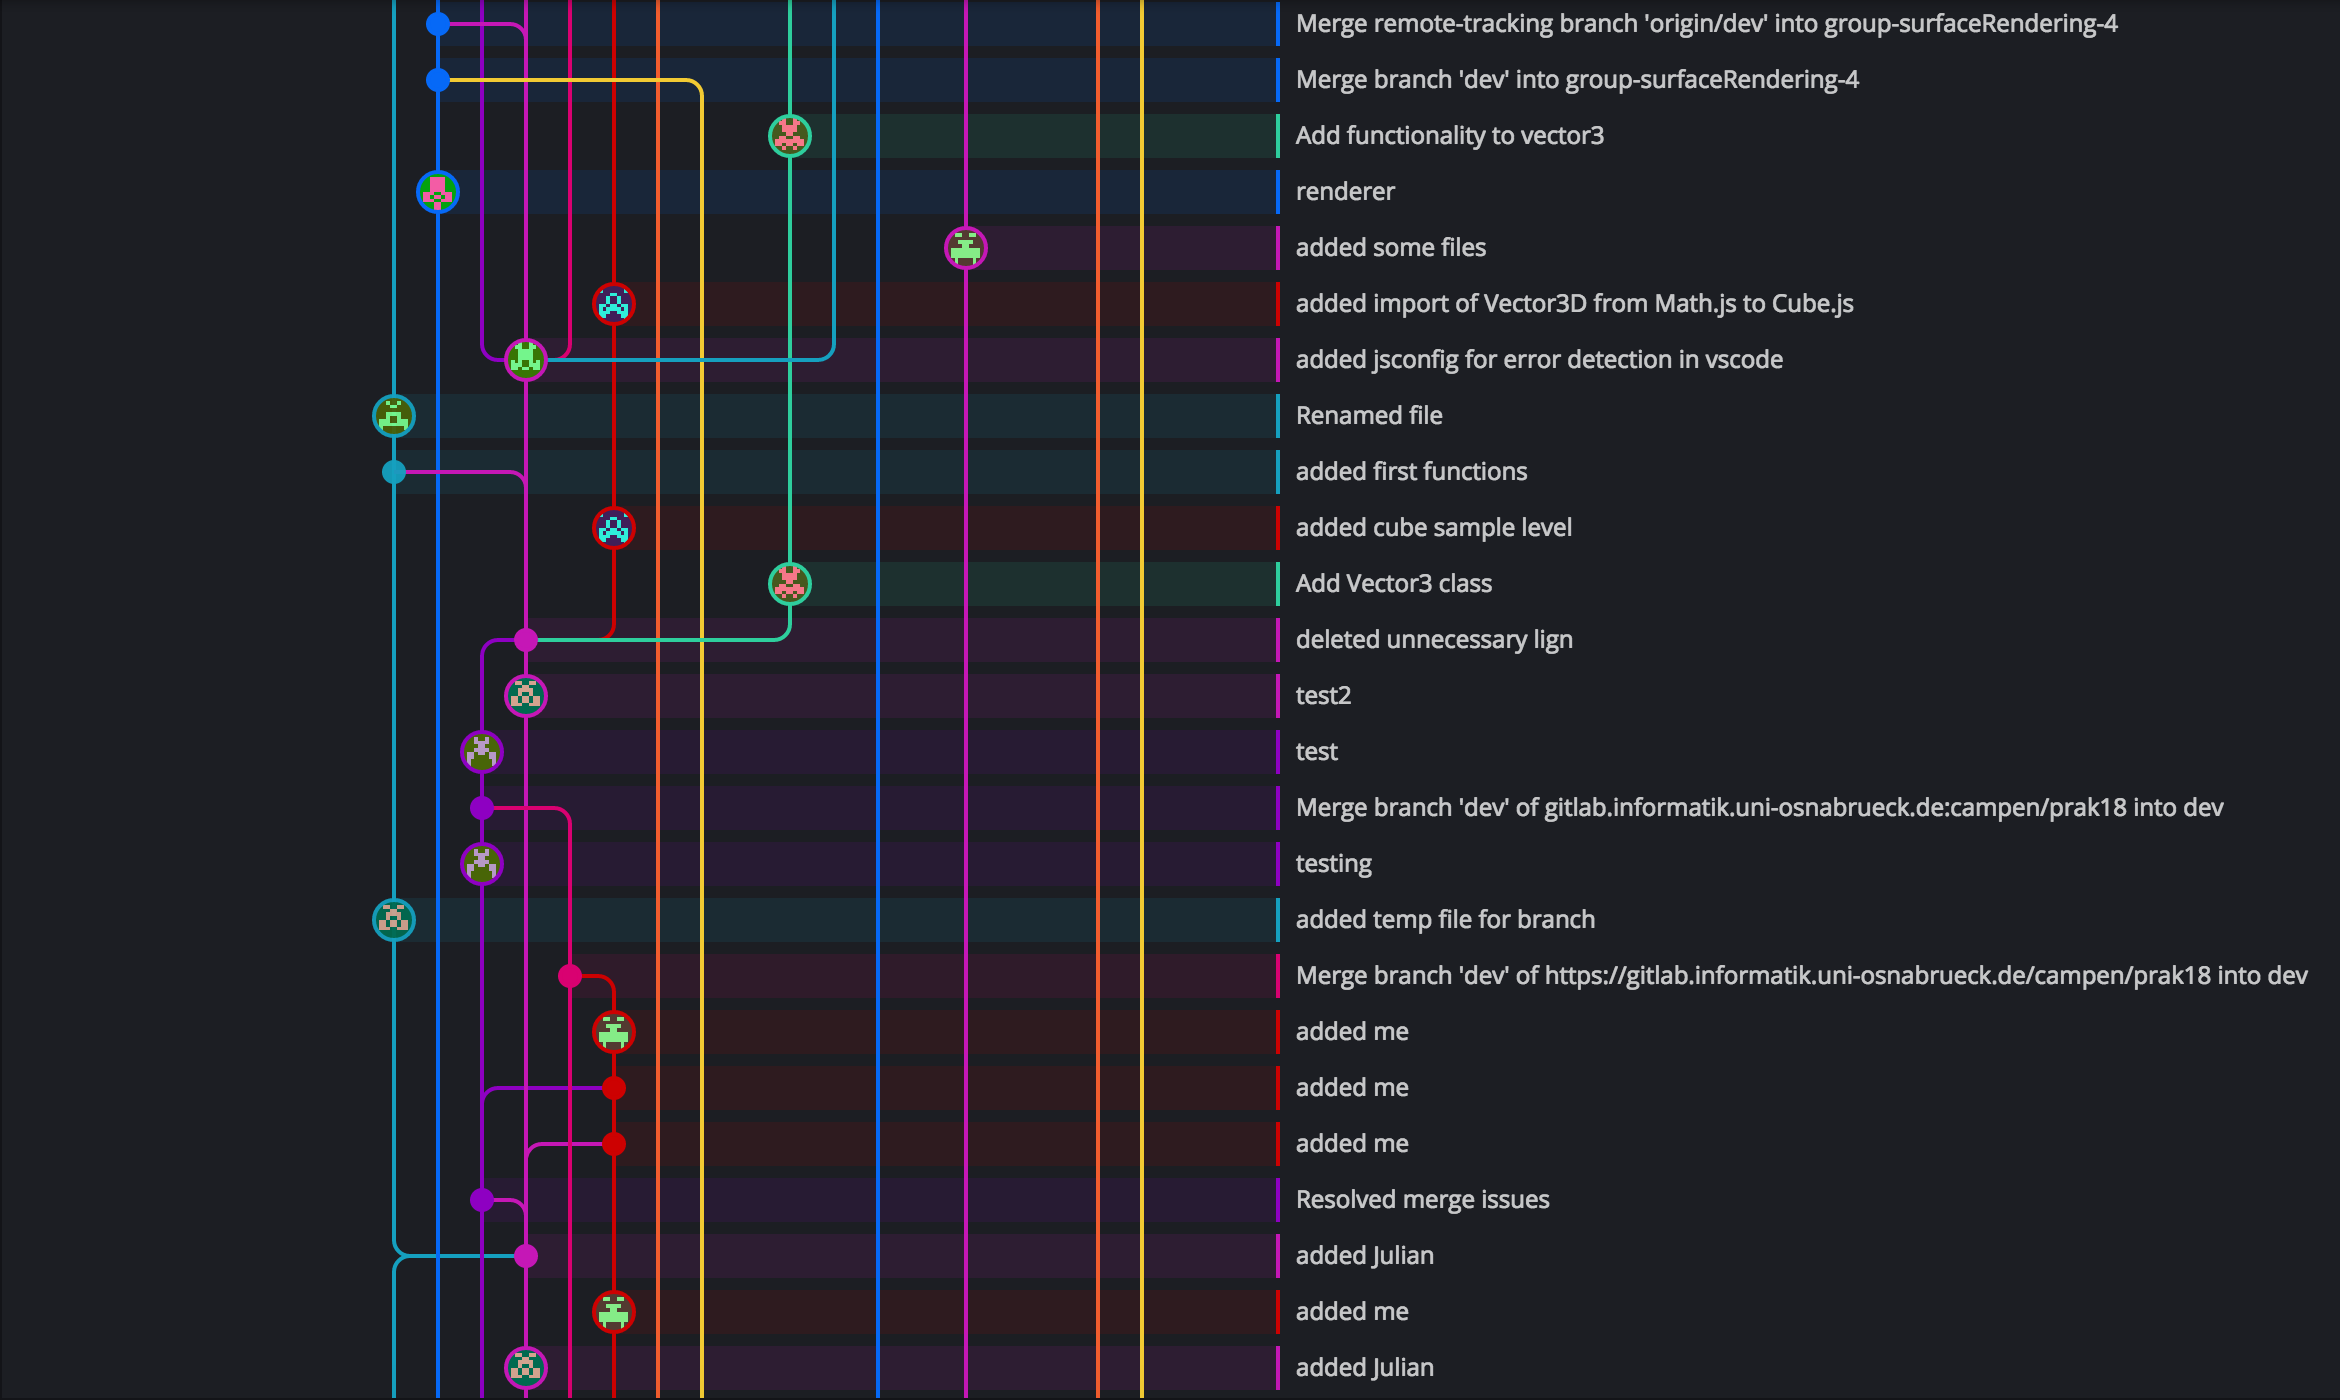 Merge remote-tracking branch 'origin/dev' into group-surfaceRendering-4
Merge branch 'dev' into group-surfaceRendering-4
Add functionality to vector3
renderer
added some files
added import of Vector3D from Math.js to Cube.js
added jsconfig for error detection in vscode
Renamed file
added first functions
added cube sample level
Add Vector3 class
deleted unnecessary lign
test2
test
Merge branch 'dev' of gitlab.informatik.uni-osnabrueck.de:campen/prak18 into dev
testing
added temp file for branch
Merge branch 'dev' of https://gitlab.informatik.uni-osnabrueck.de/campen/prak18 into dev
added me
added me
added me
Resolved merge issues
added Julian
added me
added Julian